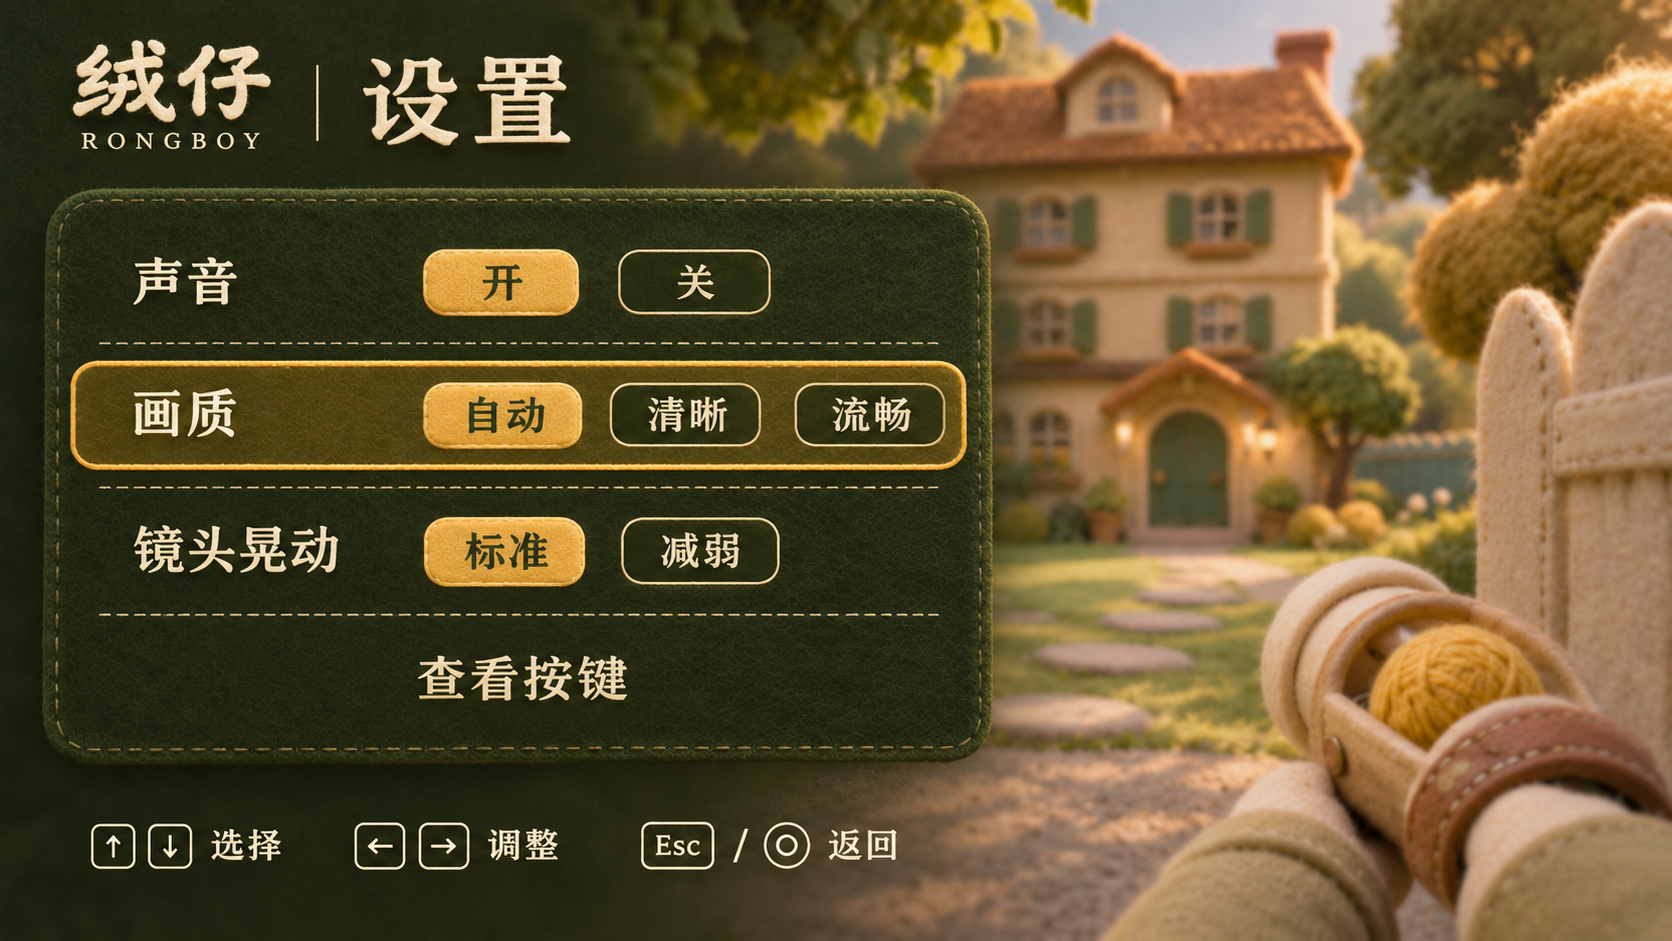 绒仔
RONGBOY
设置
声音 开 关
画质 自动 清晰 流畅
镜头晃动 标准 减弱
查看按键
↑ ↓ 选择 ← → 调整 Esc / ○ 返回